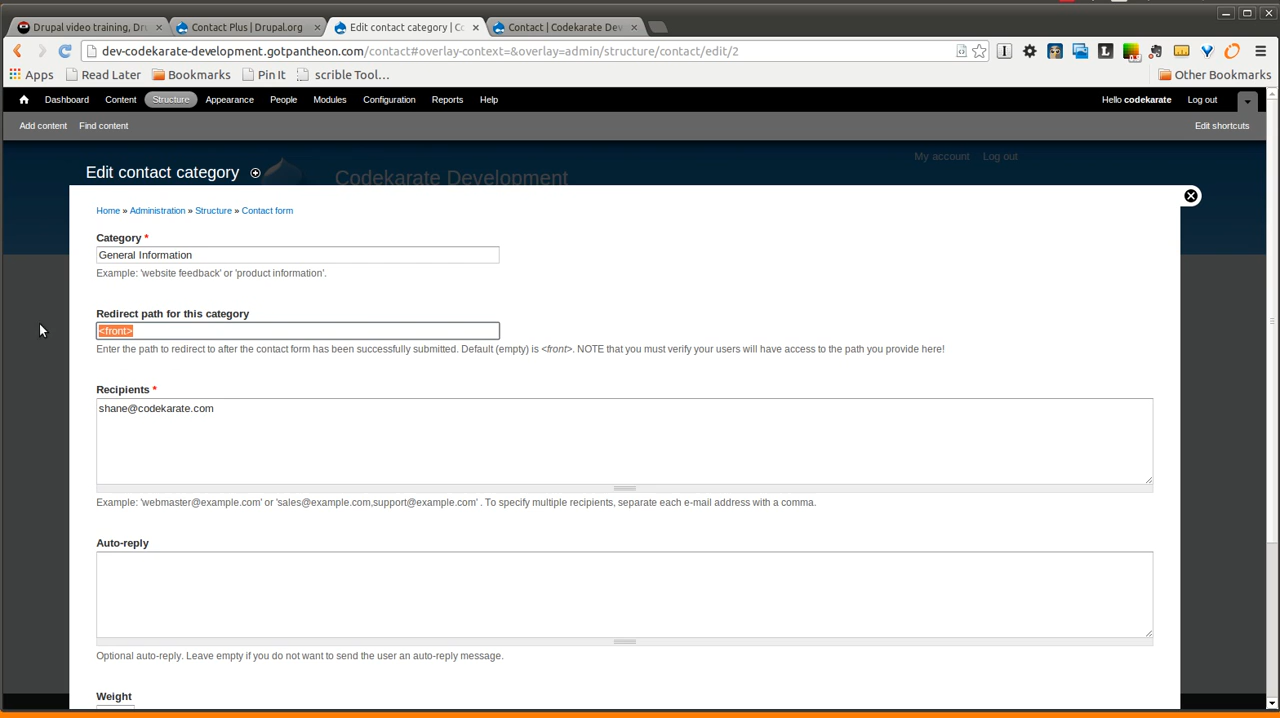 Drupal video training, Dru
Contact Plus | Drupal.org
Edit contact category | Co
Contact | Codekarate Dev
dev-codekarate-development.gotpantheon.com/contact#overlay-context=&overlay=admin/structure/contact/edit/2
Apps Read Later Bookmarks Pin It scrible Tool... Other Bookmarks
Dashboard Content Structure Appearance People Modules Configuration Reports Help Hello codekarate Log out
Add content Find content Edit shortcuts
My account Log out
Edit contact category
Codekarate Development
Home » Administration » Structure » Contact form
Category *
General Information
Example: 'website feedback' or 'product information'.
Redirect path for this category
<front>
Enter the path to redirect to after the contact form has been successfully submitted. Default (empty) is <front>. NOTE that you must verify your users will have access to the path you provide here!
Recipients *
shane@codekarate.com
Example: 'webmaster@example.com' or 'sales@example.com,support@example.com' . To specify multiple recipients, separate each e-mail address with a comma.
Auto-reply
Optional auto-reply. Leave empty if you do not want to send the user an auto-reply message.
Weight